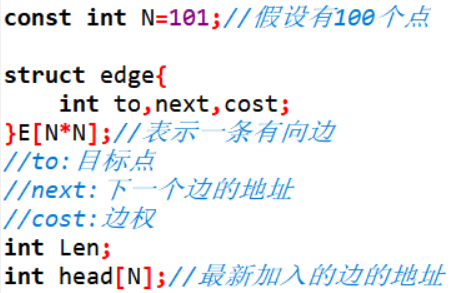 const int N=101;//假设有100个点
struct edge{
    int to,next,cost;
}E[N*N];//表示一条有向边
//to:目标点
//next:下一个边的地址
//cost:边权
int Len;
int head[N];//最新加入的边的地址